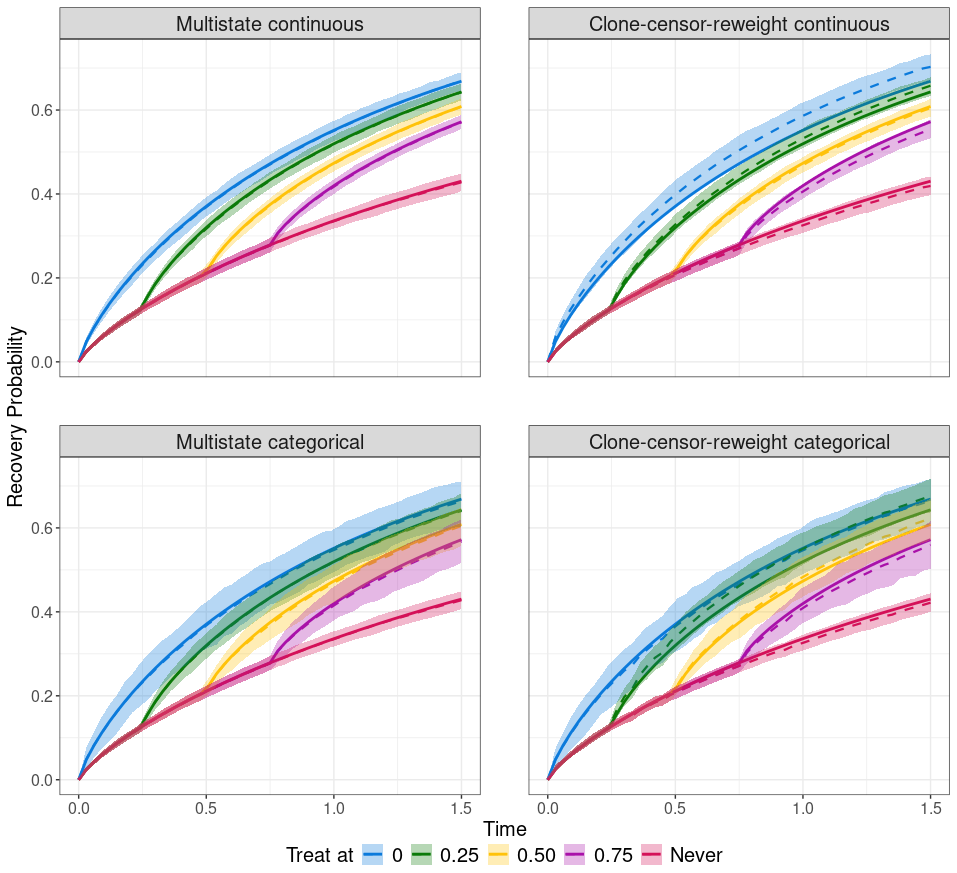 Multistate continuous
Clone-censor-reweight continuous
0.6
0.4
0.2
0.0
Recovery Probability
Multistate categorical
Clone-censor-reweight categorical
0.6
0.4
0.2
0.0
0.0 0.5 1.0 1.5
0.0 0.5 1.0 1.5
Time
Treat at 0 0.25 0.50 0.75 Never